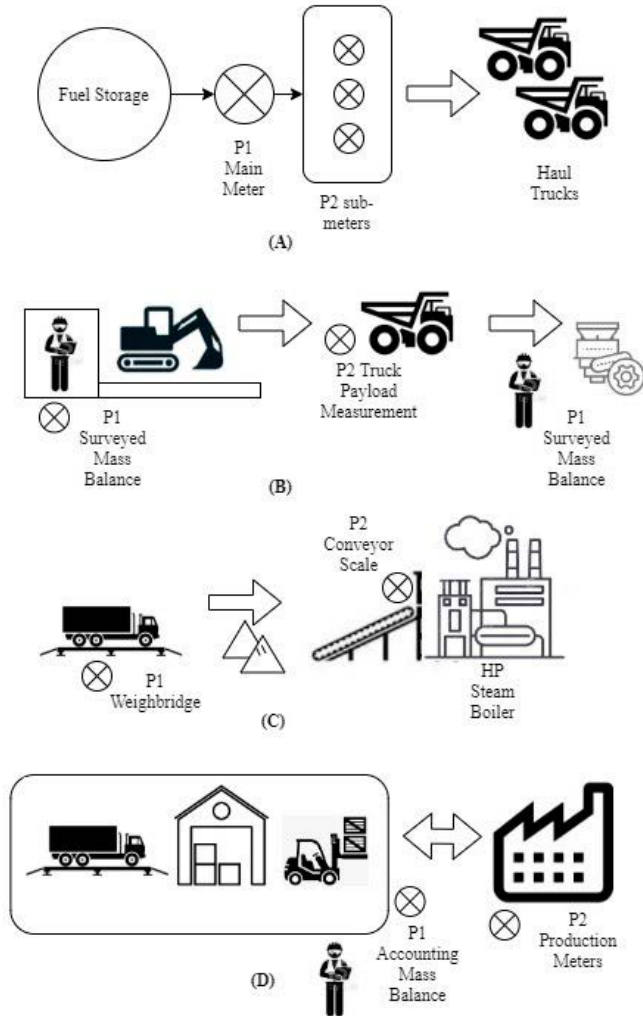 Fuel Storage
P1
Main
Meter
P2 sub-
meters
Haul
Trucks
(A)
P1
Surveyed
Mass
Balance
P2 Truck
Payload
Measurement
P1
Surveyed
Mass
Balance
(B)
P2
Conveyor
Scale
P1
Weighbridge
HP
Steam
Boiler
(C)
P1
Accounting
Mass
Balance
P2
Production
Meters
(D)